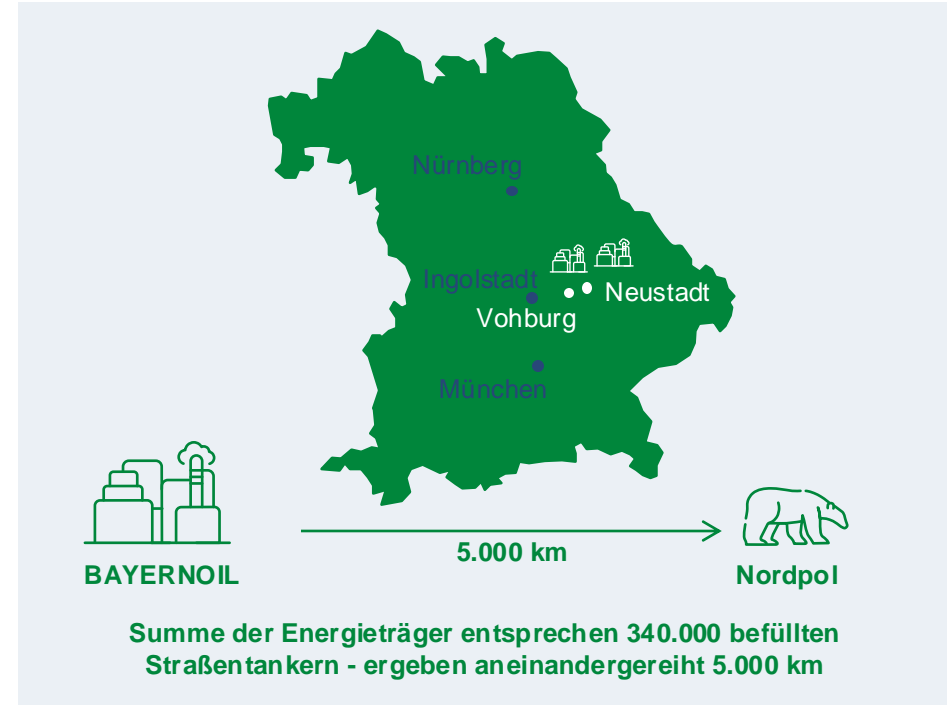 Nürnberg
Ingolstadt
Neustadt
Vohburg
München
5.000 km
BAYERNOIL
Nordpol
Summe der Energieträger entsprechen 340.000 befüllten
Straßentankern - ergeben aneinandergereiht 5.000 km